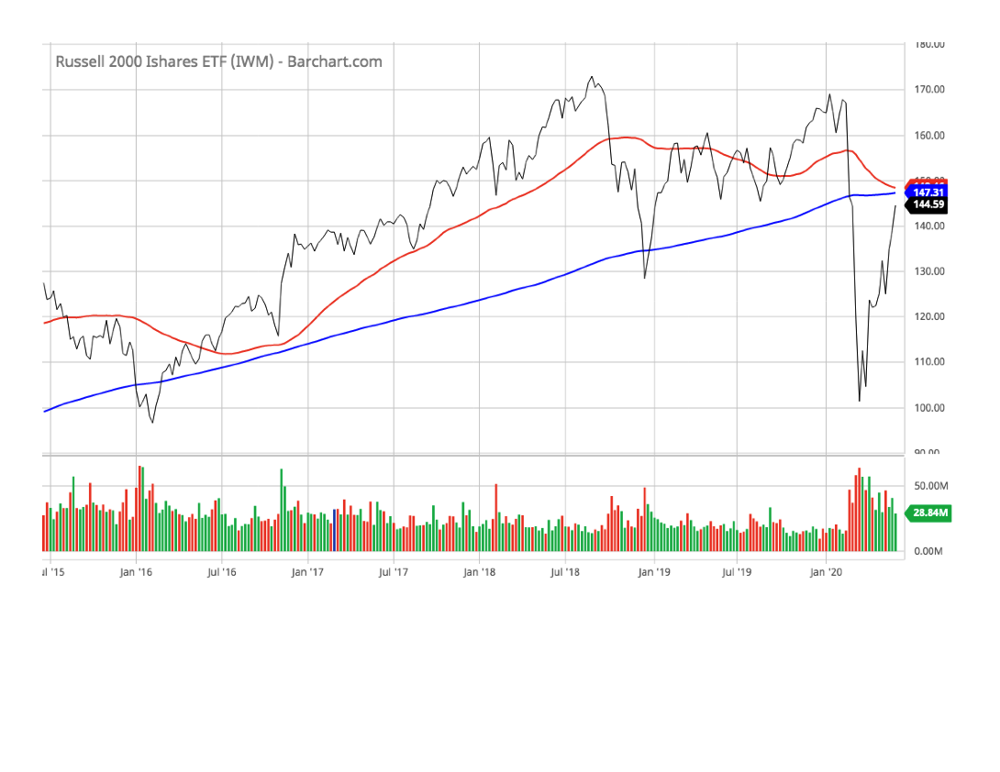 Russell 2000 Ishares ETF (IWM) - Barchart.com
180.00
170.00
160.00
150.00
147.31
144.59
140.00
130.00
120.00
110.00
100.00
90.00
50.00M
28.84M
0.00M
Jan '16
Jul '16
Jan '17
Jul '17
Jan '18
Jul '18
Jan '19
Jul '19
Jan '20